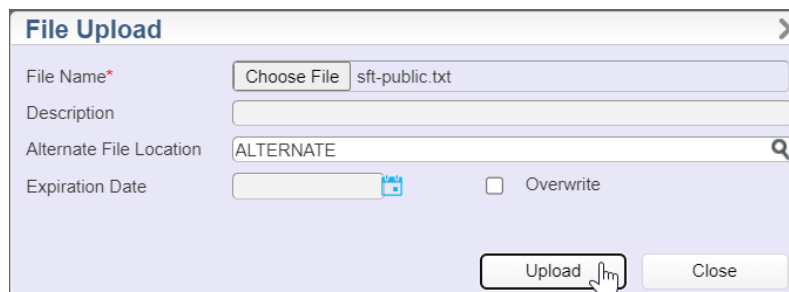 File Upload
File Name* Choose File sft-public.txt
Description
Alternate File Location ALTERNATE
Expiration Date Overwrite
Upload Close